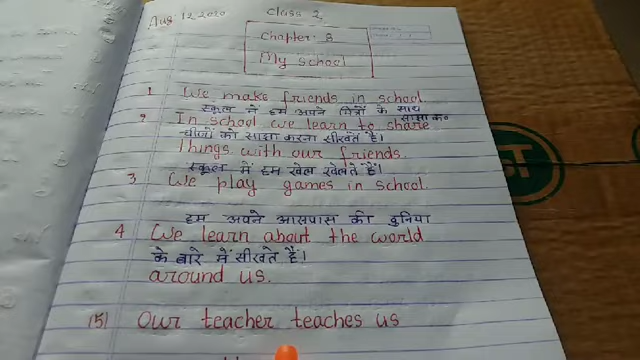 Aug 12 2020 Class 2
Chapter-8
My school
1 We make friends in school
स्कूल में हम अपने मित्रों के साथ
2 In school we learn to share
चीजों को साझा करना सीखते हैं।
things with our friends.
स्कूल में हम खेल खेलते हैं।
3 We play games in school
हम अपने आसपास की दुनिया
4 We learn about the world
के बारे में सीखते हैं।
around us.
(5) Our teacher teaches us